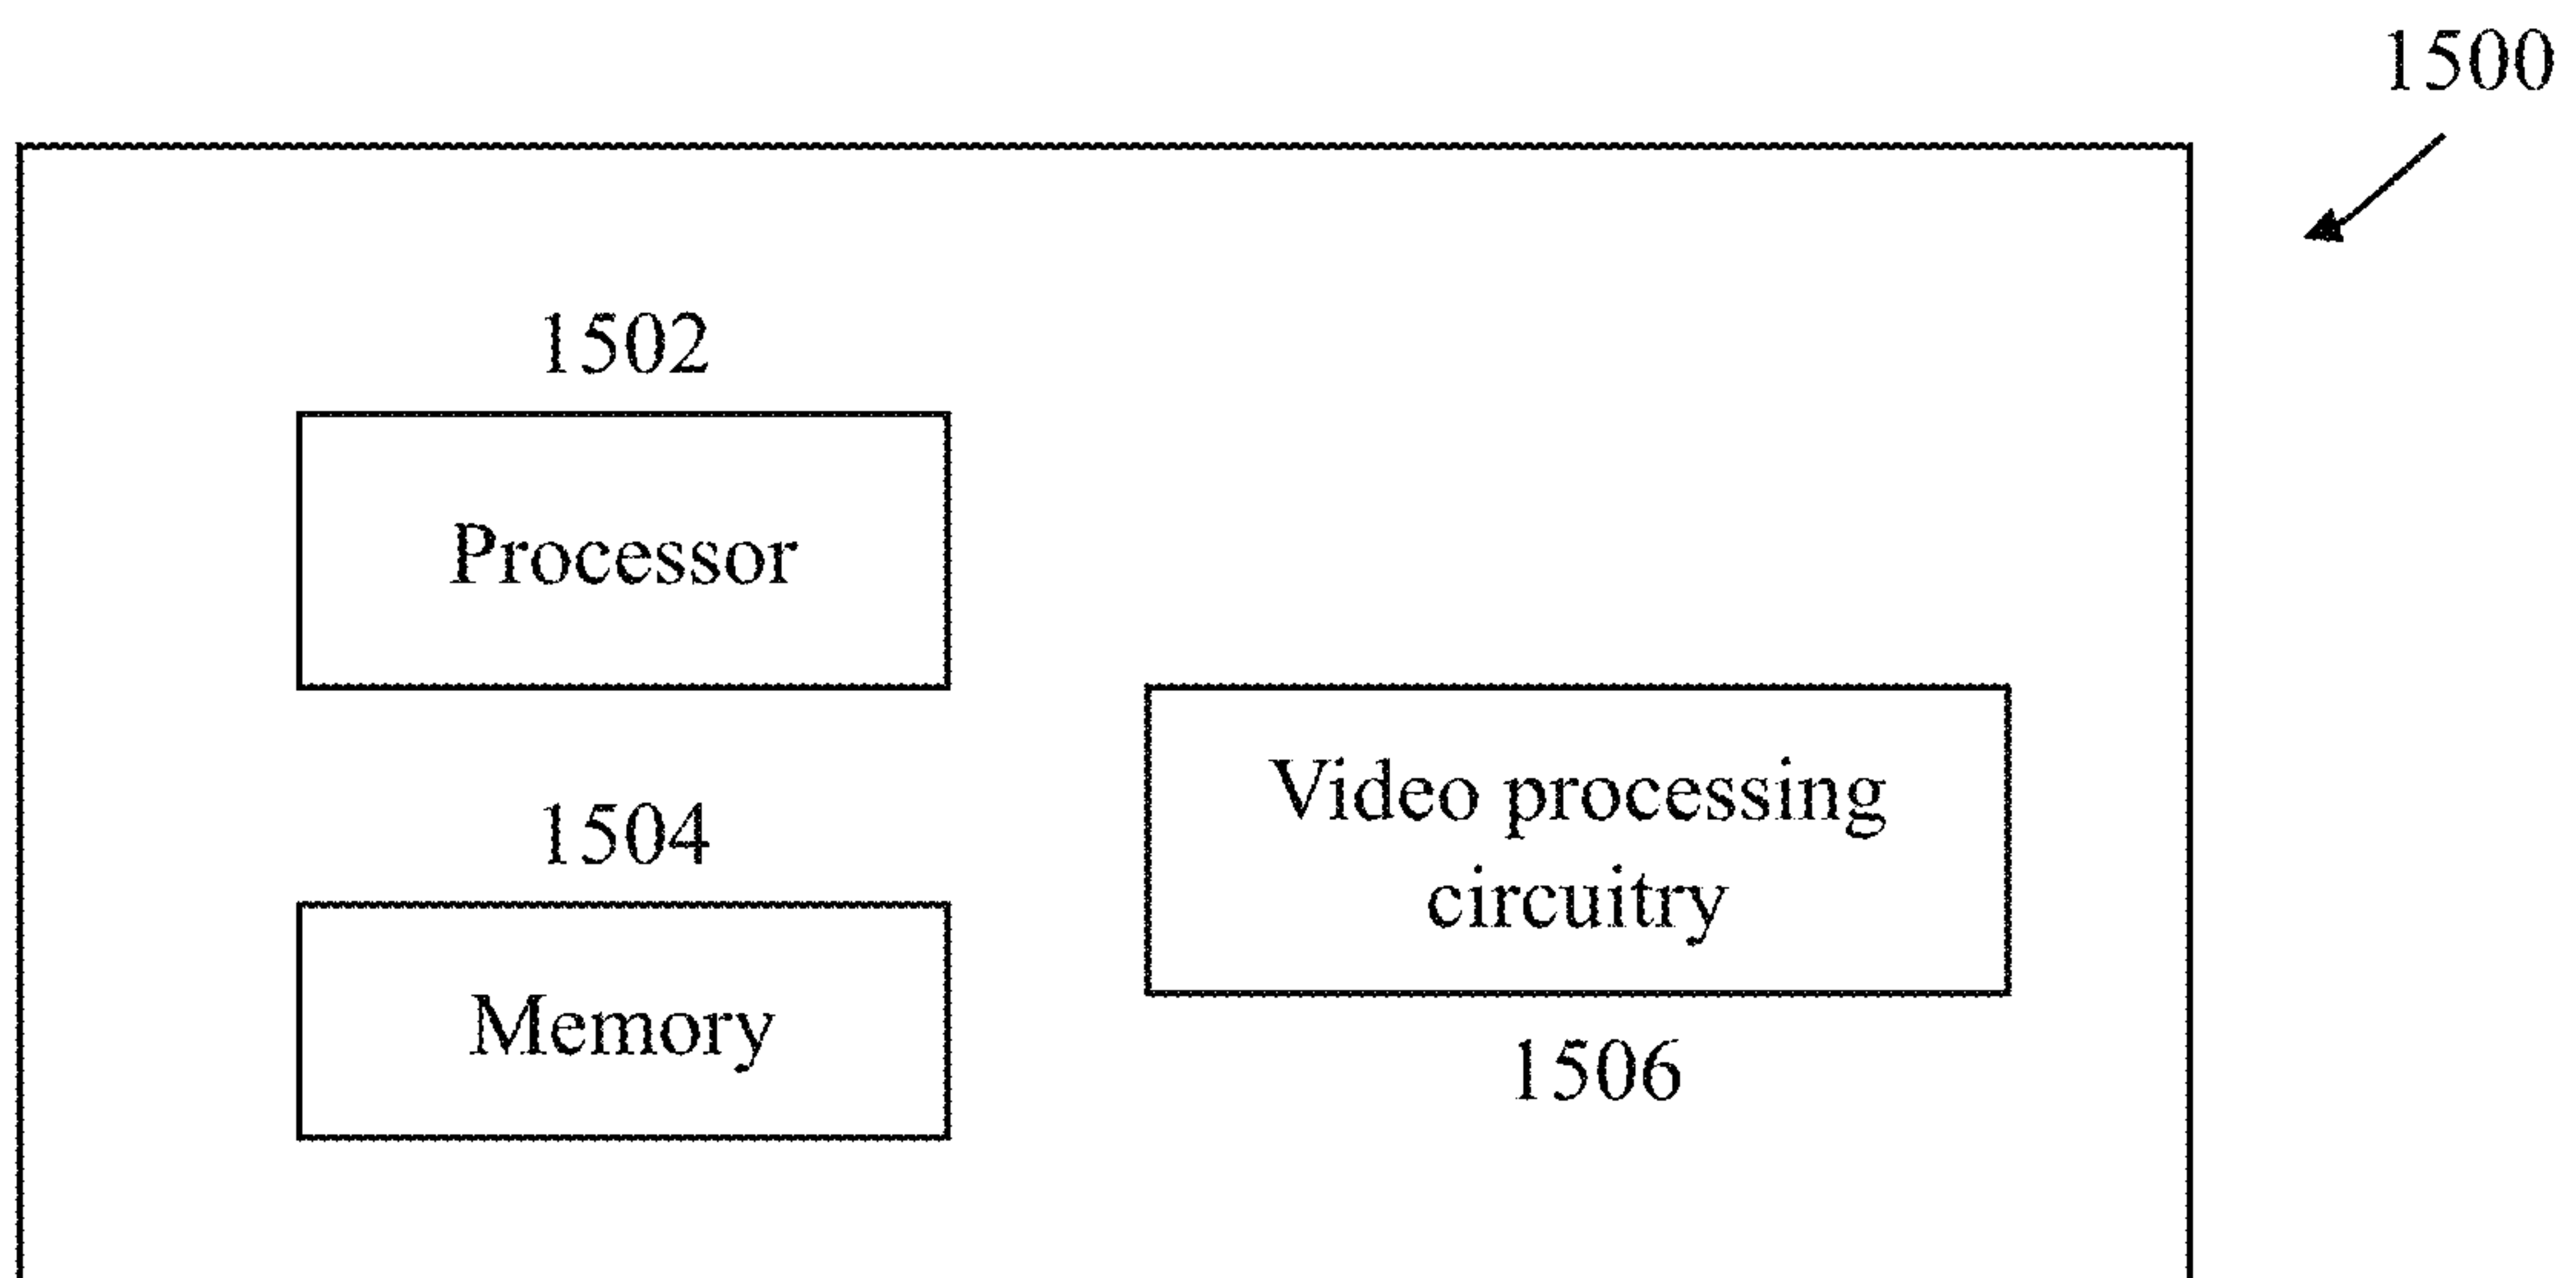 1500
1502
Processor
1504
Memory
Video processing
circuitry
1506